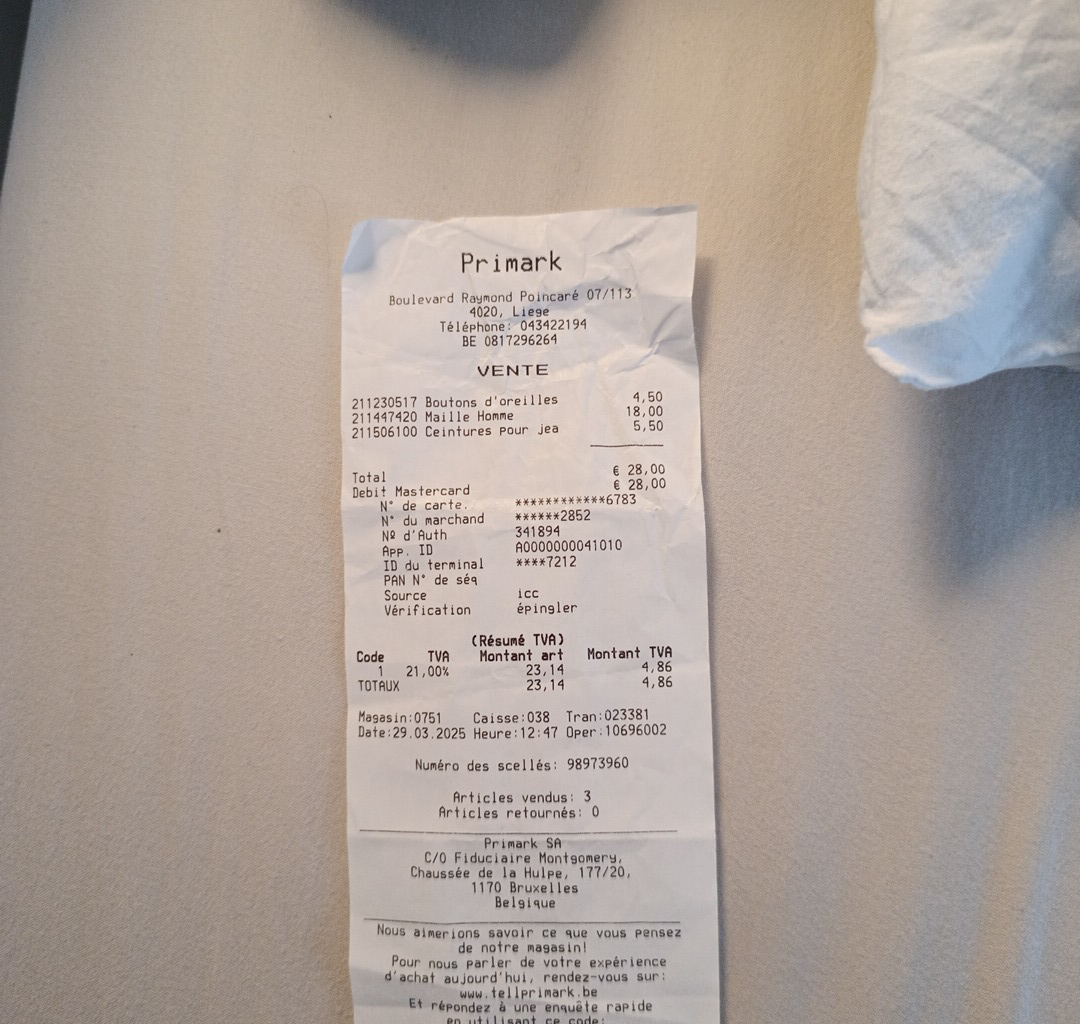 Primark
Boulevard Raymond Poincaré 07/113
4020, Liege
Téléphone: 043422194
BE 0817296264
VENTE
211230517 Boutons d'oreilles 4,50
211447420 Maille Homme 18,00
211506100 Ceintures pour jea 5,50
Total € 28,00
Debit Mastercard € 28,00
N° de carte. ************6783
N° du marchand ******2852
Nº d'Auth 341894
App. ID A0000000041010
ID du terminal ****7212
PAN N° de séq
Source icc
Vérification épingler
(Résumé TVA)
Code TVA Montant art Montant TVA
1 21,00% 23,14 4,86
TOTAUX 23,14 4,86
Magasin:0751 Caisse:038 Tran:023381
Date:29.03.2025 Heure:12:47 Oper:10696002
Numéro des scellés: 98973960
Articles vendus: 3
Articles retournés: 0
Primark SA
C/O Fiduciaire Montgomery,
Chaussée de la Hulpe, 177/20,
1170 Bruxelles
Belgique
Nous aimerions savoir ce que vous pensez
de notre magasin!
Pour nous parler de votre expérience
d'achat aujourd'hui, rendez-vous sur:
www.tellprimark.be
Et répondez à une enquête rapide
en utilisant ce code: